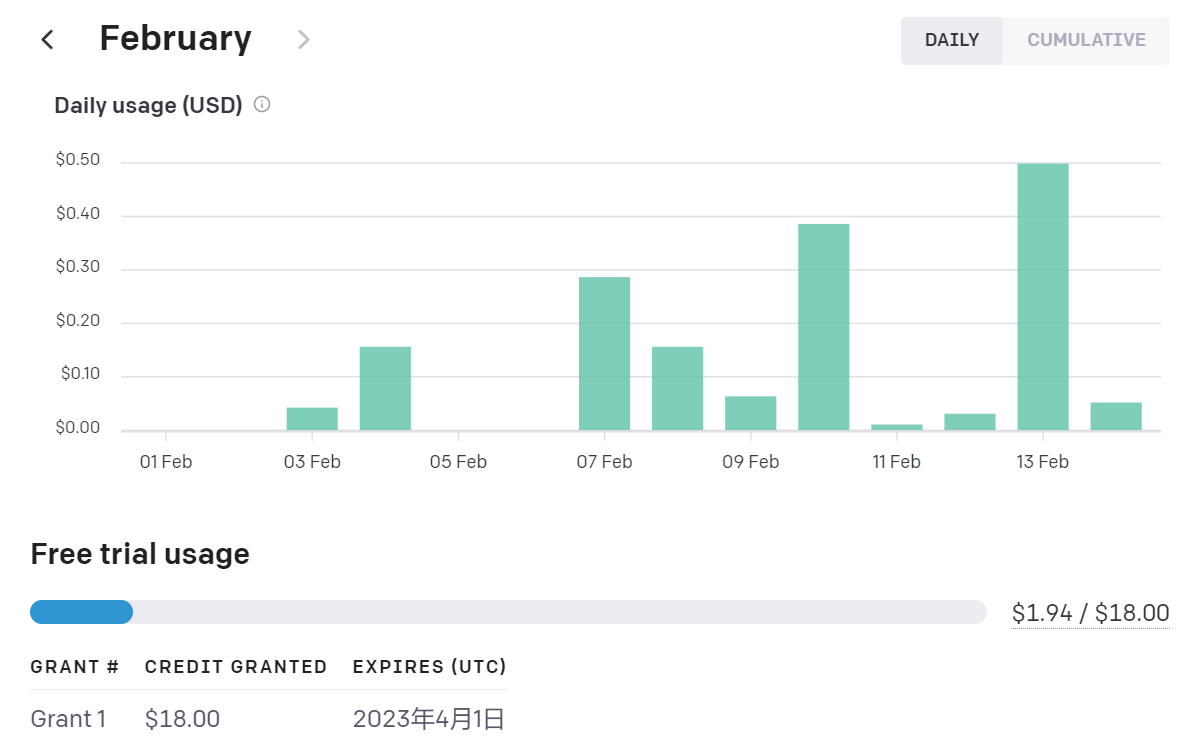 February
DAILY CUMULATIVE
Daily usage (USD)
$0.50
$0.40
$0.30
$0.20
$0.10
$0.00
01 Feb 03 Feb 05 Feb 07 Feb 09 Feb 11 Feb 13 Feb
Free trial usage
$1.94 / $18.00
GRANT # CREDIT GRANTED EXPIRES (UTC)
Grant 1 $18.00 2023年4月1日